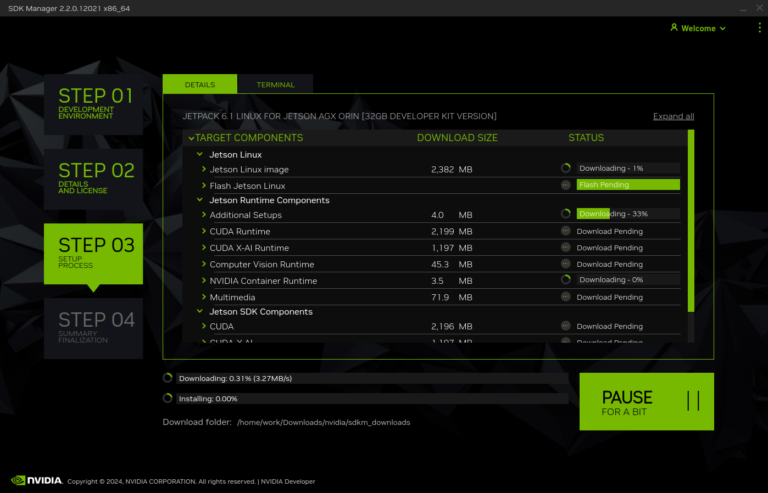 SDK Manager 2.2.0.12021 x86_64
Welcome
STEP 01
DEVELOPMENT
ENVIRONMENT
STEP 02
DETAILS
AND LICENSE
STEP 03
SETUP
PROCESS
STEP 04
SUMMARY
FINALIZATION
DETAILS TERMINAL
JETPACK 6.1 LINUX FOR JETSON AGX ORIN [32GB DEVELOPER KIT VERSION] Expand all
TARGET COMPONENTS DOWNLOAD SIZE STATUS
Jetson Linux
Jetson Linux image 2,382 MB Downloading - 1%
Flash Jetson Linux Flash Pending
Jetson Runtime Components
Additional Setups 4.0 MB Downloading - 33%
CUDA Runtime 2,199 MB Download Pending
CUDA X-AI Runtime 1,197 MB Download Pending
Computer Vision Runtime 45.3 MB Download Pending
NVIDIA Container Runtime 3.5 MB Downloading - 0%
Multimedia 71.9 MB Download Pending
Jetson SDK Components
CUDA 2,196 MB Download Pending
CUDA X-AI 1,197 MB Download Pending
Downloading: 0.31% (3.27MB/s)
Installing: 0.00%
Download folder: /home/work/Downloads/nvidia/sdkm_downloads
PAUSE
FOR A BIT
NVIDIA. Copyright © 2024, NVIDIA CORPORATION. All rights reserved. | NVIDIA Developer